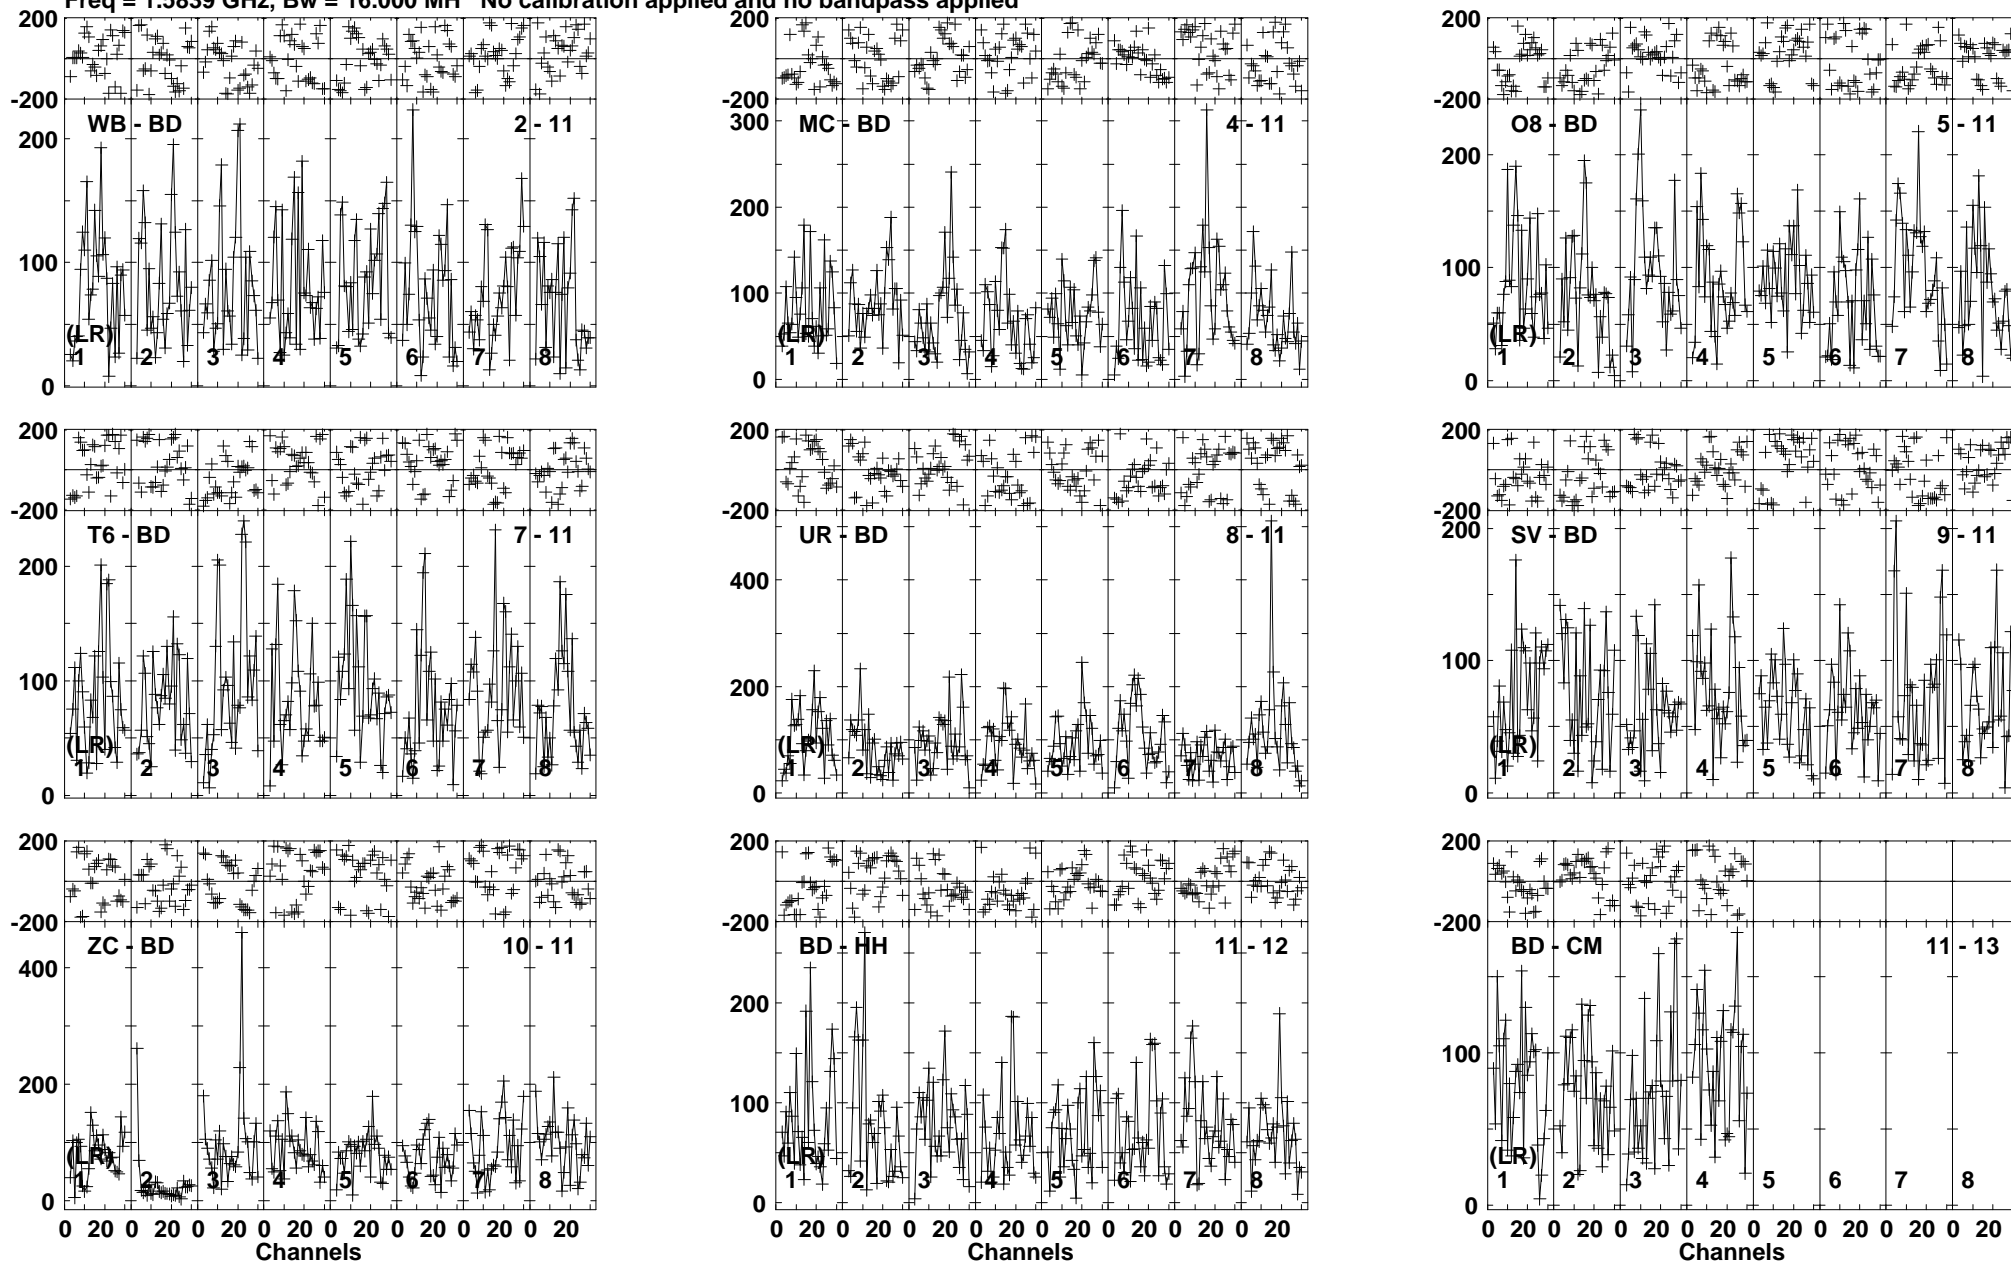 Freq = 1.5839 GHz, Bw = 16.000 MH No calibration applied and no bandpass applied
200 200 200
-200 -200 -200
WB - BD 2 - 11 MC - BD 4 - 11 O8 - BD 5 - 11
200 300 200
100 200 100
0 100 0
0
(LR) (LR) (LR)
1 2 3 4 5 6 7 8 1 2 3 4 5 6 7 8 1 2 3 4 5 6 7 8
200 200 200
-200 -200 -200
T6 - BD 7 - 11 UR - BD 8 - 11 SV - BD 9 - 11
200 400 200
100 200 100
0 0 0
(LR) (LR) (LR)
1 2 3 4 5 6 7 8 1 2 3 4 5 6 7 8 1 2 3 4 5 6 7 8
200 200 200
-200 -200 -200
ZC - BD 10 - 11 BD - HH 11 - 12 BD - CM 11 - 13
400 200 100
200 100 0
0 0
(LR) (LR) (LR)
1 2 3 4 5 6 7 8 1 2 3 4 5 6 7 8 1 2 3 4 5 6 7 8
0 20 0 20 0 20 0 20 0 20 0 20 0 20 0 20 0 20 0 20 0 20 0 20 0 20 0 20 0 20 0 20 0 20 0 20 0 20 0 20 0 20 0 20 0 20 0 20
Channels Channels Channels